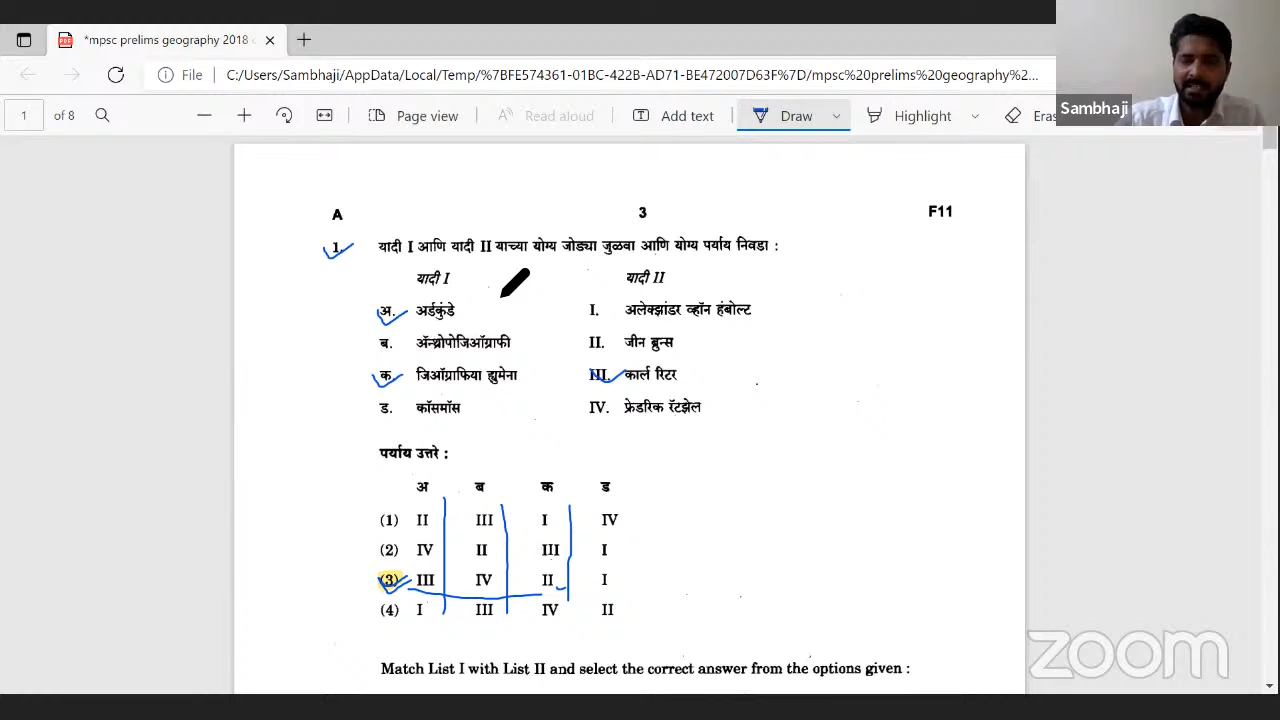 *mpsc prelims geography 2018
File C:/Users/Sambhaji/AppData/Local/Temp/%7BFE574361-01BC-422B-AD71-BE472007D63F%7D/mpsc%20prelims%20geography%2...
1 of 8 Page view Read aloud Add text Draw Highlight
Sambhaji
A 3 F11
1. यादी I आणि यादी II याच्या योग्य जोड्या जुळवा आणि योग्य पर्याय निवडा :
यादी I यादी II
अ. अर्डकुंडे I. अलेक्झांडर व्हॉन हंबोल्ट
ब. ॲन्थ्रोपोजिऑग्राफी II. जीन ब्रुन्स
क. जिऑग्राफिया ह्युमेना III. कार्ल रिटर
ड. कॉसमॉस IV. फ्रेडरिक रॅटझेल
पर्याय उत्तरे :
अ ब क ड
(1) II III I IV
(2) IV II III I
(3) III IV II I
(4) I III IV II
Match List I with List II and select the correct answer from the options given :
zoom